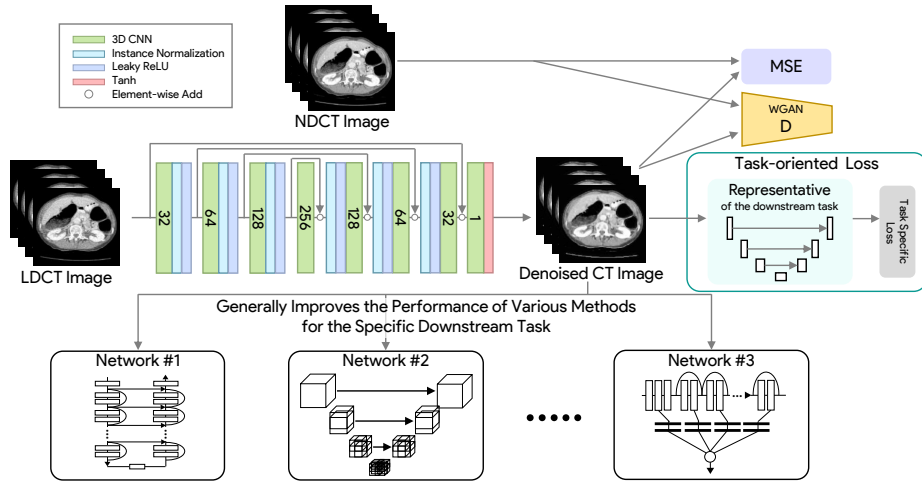 3D CNN
Instance Normalization
Leaky ReLU
Tanh
Element-wise Add
NDCT Image
MSE
WGAN
D
LDCT Image
32
64
128
256
128
64
32
1
Denoised CT Image
Task-oriented Loss
Representative
of the downstream task
Task Specific
Loss
Generally Improves the Performance of Various Methods
for the Specific Downstream Task
Network #1
Network #2
Network #3